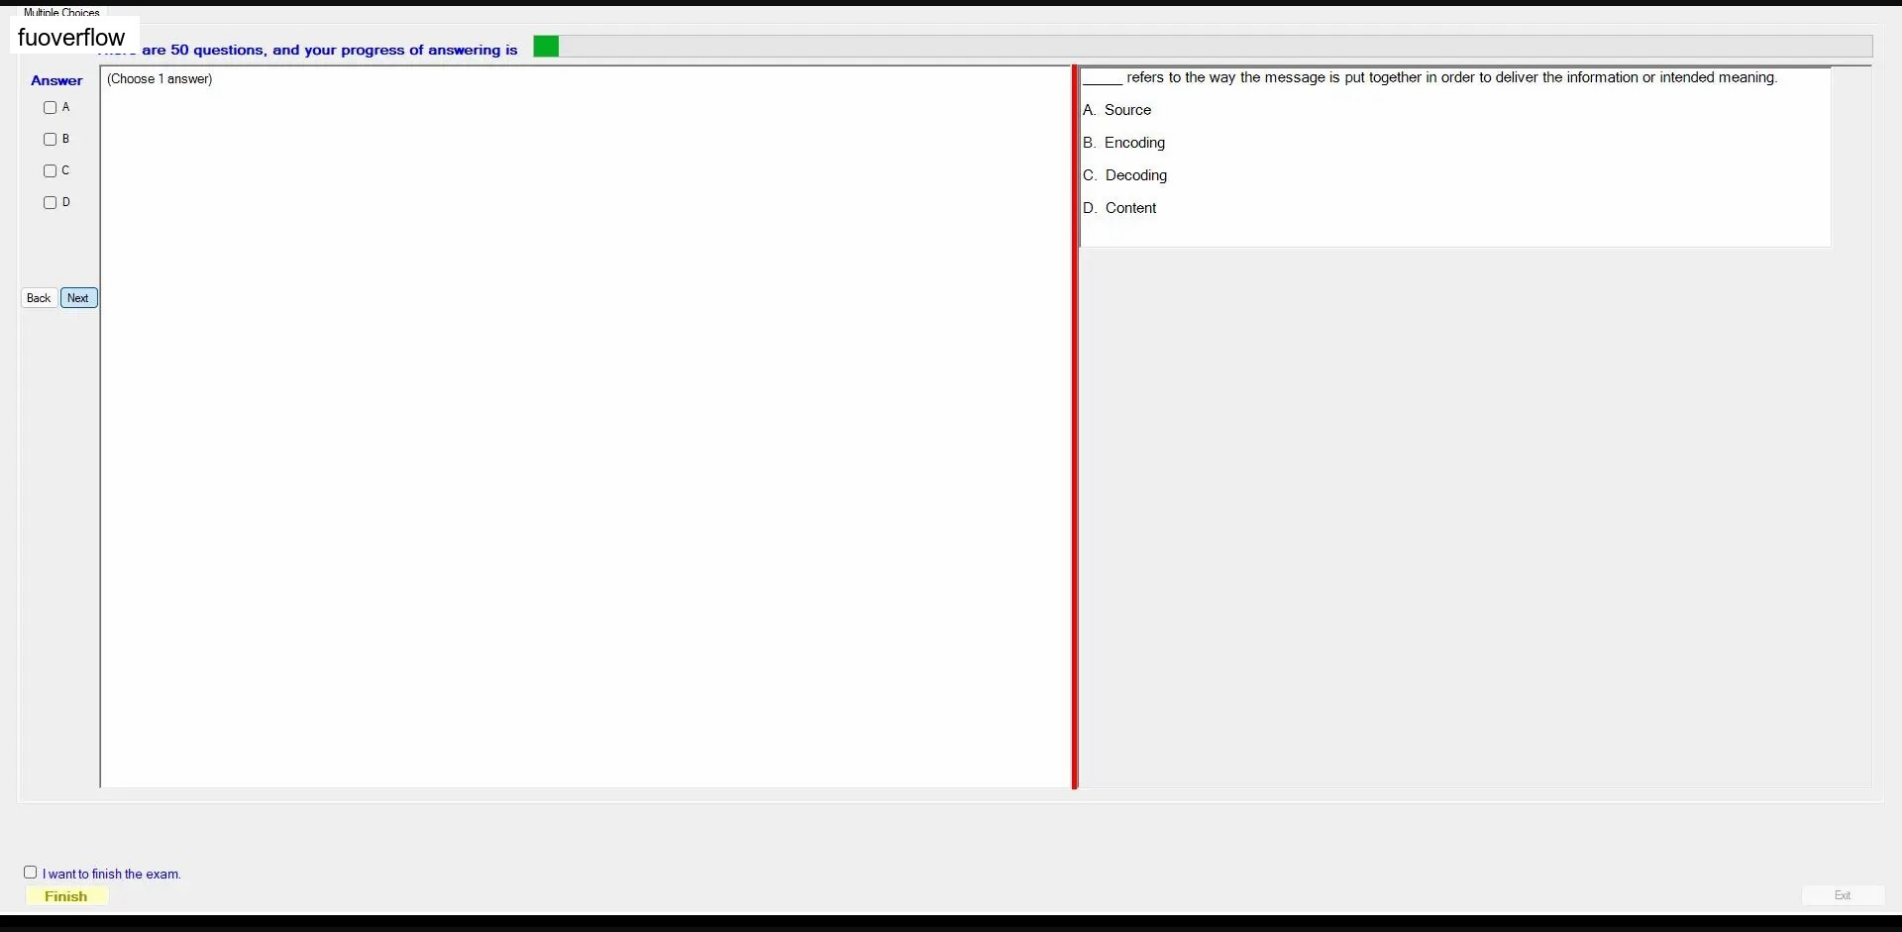 Multiple Choices
fuoverflow
are 50 questions, and your progress of answering is
Answer
(Choose 1 answer)
A
B
C
D
Back Next
_____ refers to the way the message is put together in order to deliver the information or intended meaning.
A. Source
B. Encoding
C. Decoding
D. Content
I want to finish the exam.
Finish
Exit